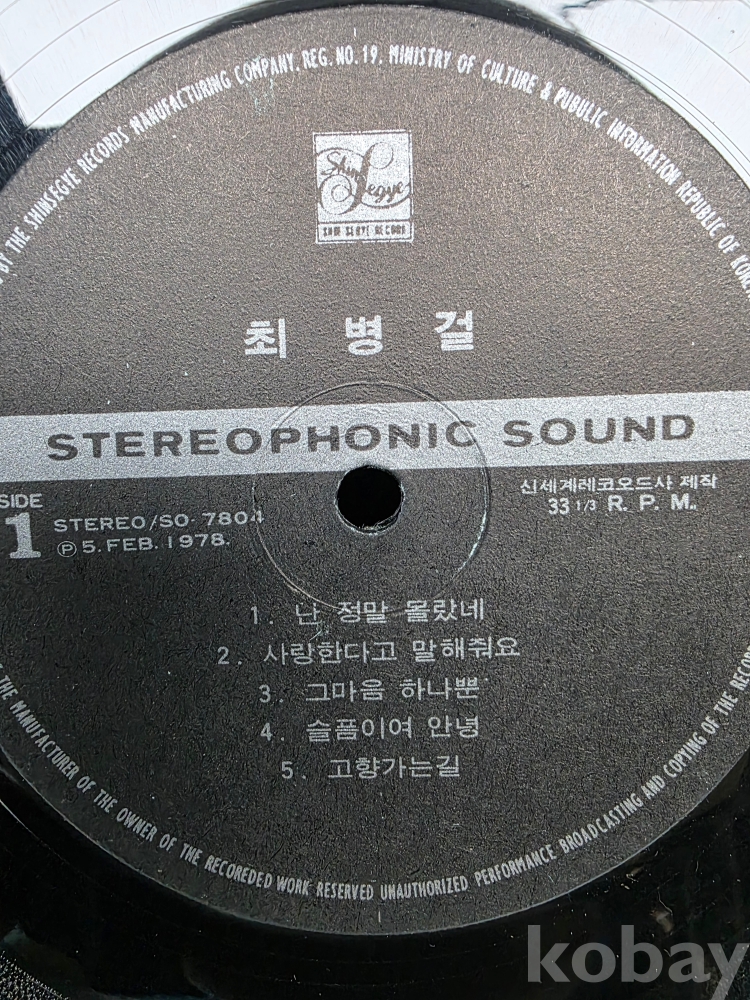 BY THE SHINSEGYE RECORDS MANUFACTURING COMPANY. REG. NO. 19. MINISTRY OF CULTURE & PUBULIC INFORMATION REPUBLIC OF KOREA
Shin Segye
SHIN SEGYE RECORD
최 병 걸
STEREOPHONIC SOUND
SIDE
1
STEREO/SO- 7804
Ⓟ 5. FEB. 1978.
신세계레코오드사 제작
33 1/3 R. P. M.
1. 난 정말 몰랐네
2. 사랑한다고 말해줘요
3. 그마음 하나뿐
4. 슬픔이여 안녕
5. 고향가는길
THE MANUFACTURER OF THE OWNER OF THE RECOREDED WORK RESERVED UNAUTHORIZED PERFORMANCE BROADCASTING AND COPYING OF THE
kobay